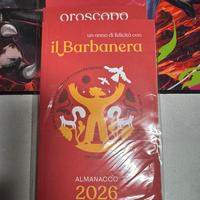 oroscopo
un anno di felicità con
il Barbanera
ALMANACCO
2026